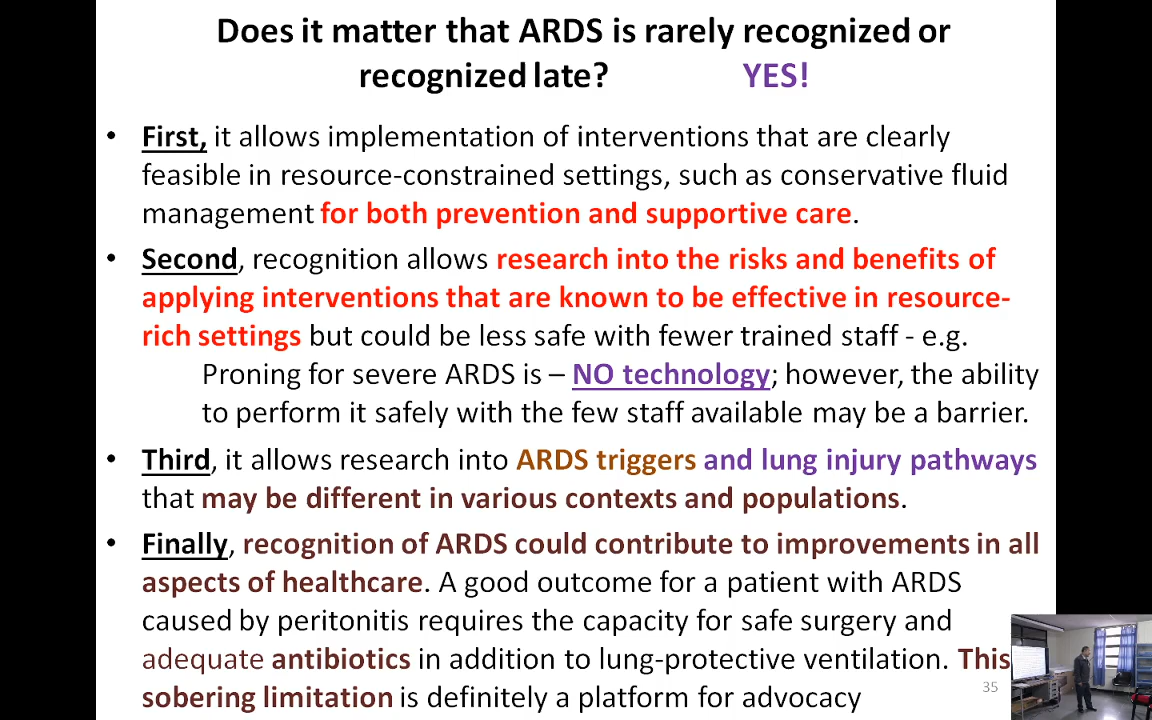 Does it matter that ARDS is rarely recognized or
recognized late? YES!
• First, it allows implementation of interventions that are clearly
feasible in resource-constrained settings, such as conservative fluid
management for both prevention and supportive care.
• Second, recognition allows research into the risks and benefits of
applying interventions that are known to be effective in resource-
rich settings but could be less safe with fewer trained staff - e.g.
Proning for severe ARDS is – NO technology; however, the ability
to perform it safely with the few staff available may be a barrier.
• Third, it allows research into ARDS triggers and lung injury pathways
that may be different in various contexts and populations.
• Finally, recognition of ARDS could contribute to improvements in all
aspects of healthcare. A good outcome for a patient with ARDS
caused by peritonitis requires the capacity for safe surgery and
adequate antibiotics in addition to lung-protective ventilation. This
sobering limitation is definitely a platform for advocacy
35